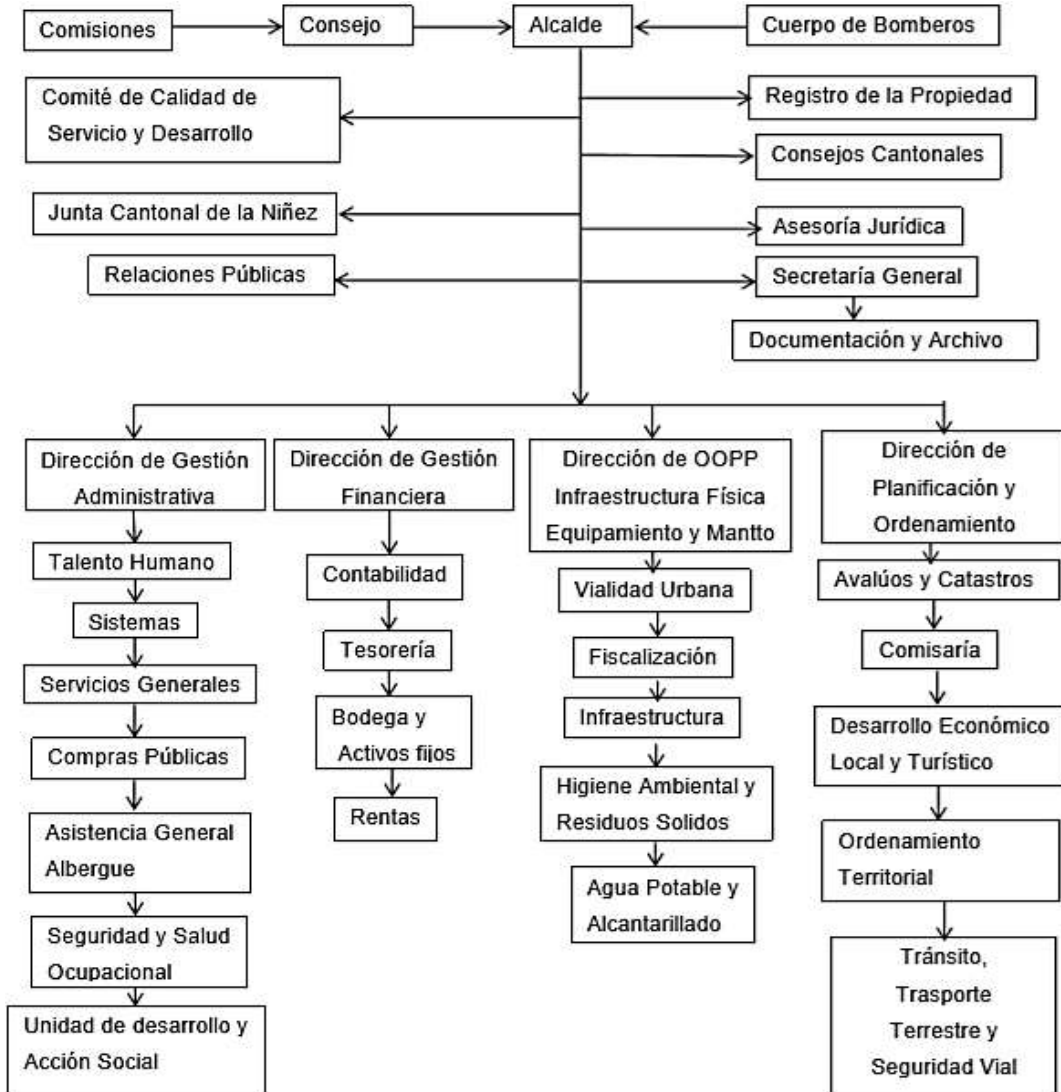 Comisiones
Consejo
Alcalde
Cuerpo de Bomberos
Comité de Calidad de
Servicio y Desarrollo
Registro de la Propiedad
Consejos Cantonales
Junta Cantonal de la Niñez
Asesoría Jurídica
Relaciones Públicas
Secretaría General
Documentación y Archivo
Dirección de Gestión
Administrativa
Talento Humano
Sistemas
Servicios Generales
Compras Públicas
Asistencia General
Albergue
Seguridad y Salud
Ocupacional
Unidad de desarrollo y
Acción Social
Dirección de Gestión
Financiera
Contabilidad
Tesorería
Bodega y
Activos fijos
Rentas
Dirección de OOPP
Infraestructura Física
Equipamiento y Mantto
Vialidad Urbana
Fiscalización
Infraestructura
Higiene Ambiental y
Residuos Solidos
Agua Potable y
Alcantarillado
Dirección de
Planificación y
Ordenamiento
Avalúos y Catastros
Comisaría
Desarrollo Económico
Local y Turístico
Ordenamiento
Territorial
Tránsito,
Trasporte
Terrestre y
Seguridad Vial